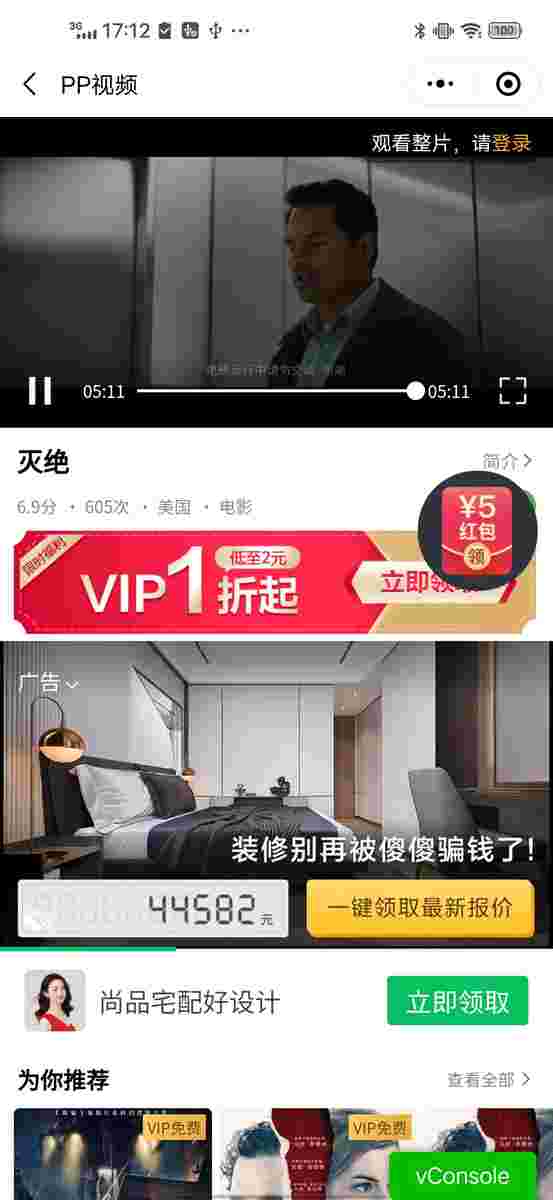 3G 17:12 100
PP视频
观看整片，请登录
05:11 05:11
灭绝 简介
6.9分 · 605次 · 美国 · 电影
¥5
红包
领
限时福利
VIP1折起
低至2元
立即领
广告
装修别再被傻傻骗钱了!
44582元
一键领取最新报价
尚品宅配好设计
立即领取
为你推荐 查看全部
VIP免费
VIP免费
vConsole